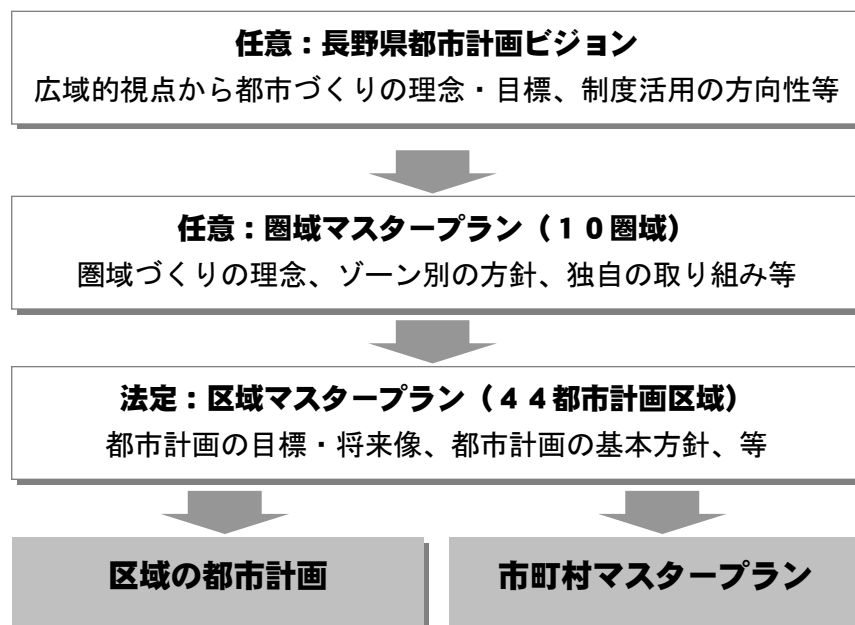 任意：長野県都市計画ビジョン
広域的視点から都市づくりの理念・目標、制度活用の方向性等
任意：圏域マスタープラン（１０圏域）
圏域づくりの理念、ゾーン別の方針、独自の取り組み等
法定：区域マスタープラン（４４都市計画区域）
都市計画の目標・将来像、都市計画の基本方針、等
区域の都市計画
市町村マスタープラン